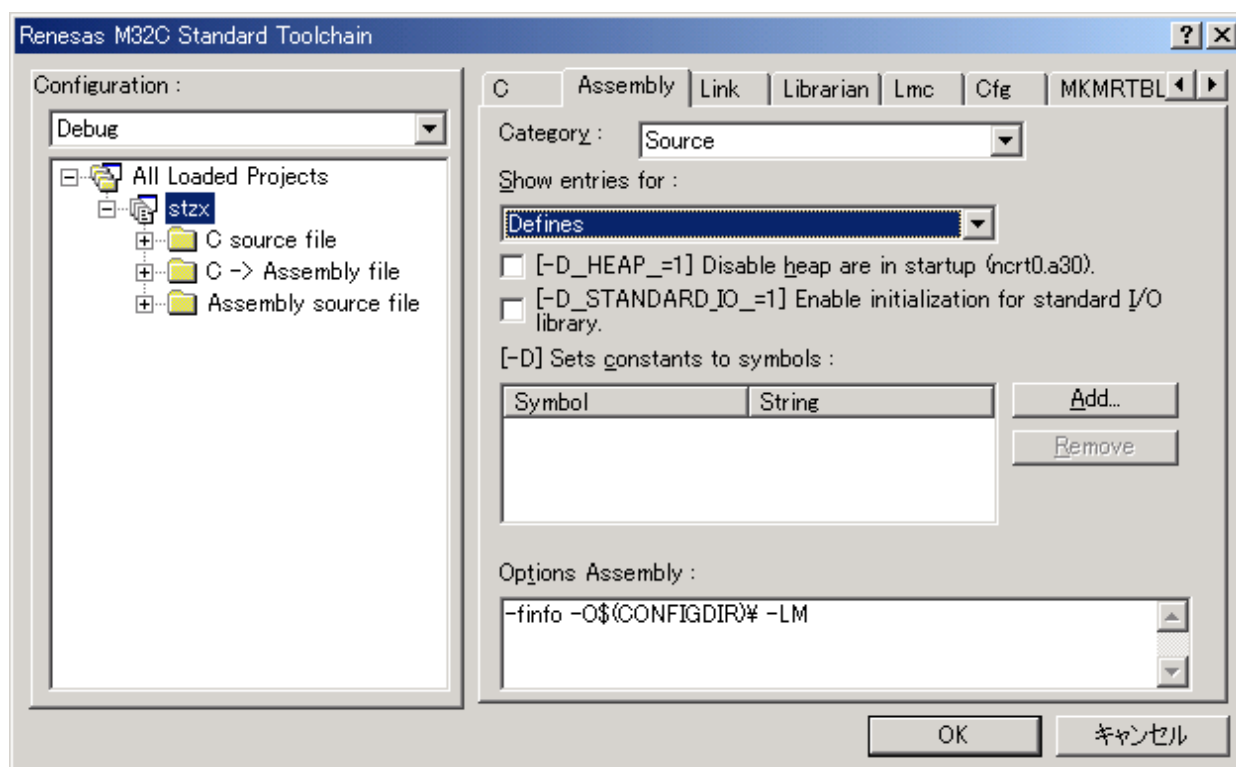 Renesas M32C Standard Toolchain
Configuration :
Debug
All Loaded Projects
stzx
C source file
C -> Assembly file
Assembly source file
C
Assembly
Link
Librarian
Lmc
Cfg
MKMRTBL
Category :
Source
Show entries for :
Defines
[-D_HEAP_=1] Disable heap are in startup (ncrt0.a30).
[-D_STANDARD_IO_=1] Enable initialization for standard I/O
library.
[-D] Sets constants to symbols :
Symbol
String
Add...
Remove
Options Assembly :
-finfo -O$(CONFIGDIR)¥ -LM
OK
キャンセル